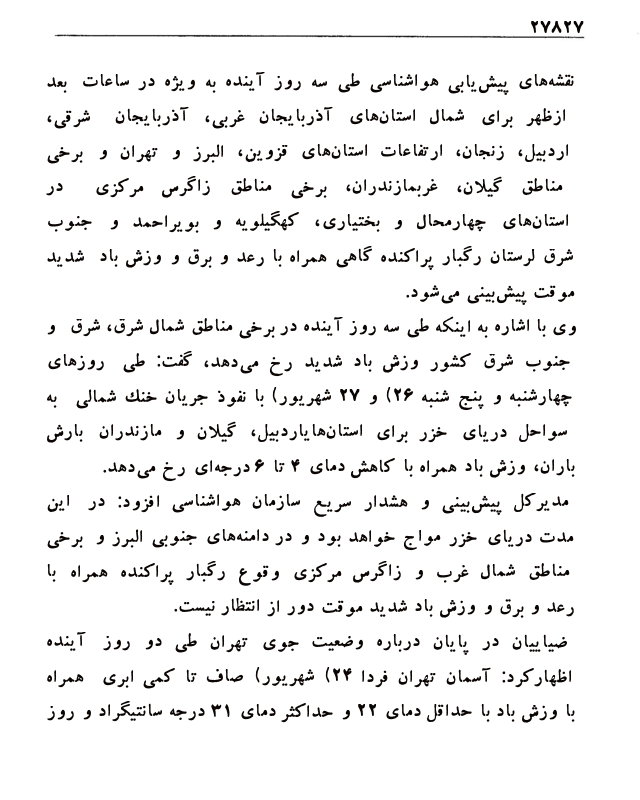 ۲۷۸۲۷
نقشه‌های پیش‌یابی هواشناسی طی سه روز آینده به ویژه در ساعات بعد
ازظهر برای شمال استان‌های آذربایجان غربی، آذربایجان شرقی،
اردبیل، زنجان، ارتفاعات استان‌های قزوین، البرز و تهران و برخی
مناطق گیلان، غربمازندران، برخی مناطق زاگرس مرکزی در
استان‌های چهارمحال و بختیاری، کهگیلویه و بویراحمد و جنوب
شرق لرستان رگبار پراکنده گاهی همراه با رعد و برق و وزش باد شدید
موقت پیش‌بینی می‌شود.
وی با اشاره به اینکه طی سه روز آینده در برخی مناطق شمال شرق، شرق و
جنوب شرق کشور وزش باد شدید رخ می‌دهد، گفت: طی روزهای
چهارشنبه و پنج شنبه ۲۶) و ۲۷ شهریور) با نفوذ جریان خنك شمالی به
سواحل دریای خزر برای استان‌هایاردبیل، گیلان و مازندران بارش
باران، وزش باد همراه با کاهش دمای ۴ تا ۶ درجه‌ای رخ می‌دهد.
مدیرکل پیش‌بینی و هشدار سریع سازمان هواشناسی افزود: در این
مدت دریای خزر مواج خواهد بود و در دامنه‌های جنوبی البرز و برخی
مناطق شمال غرب و زاگرس مرکزی وقوع رگبار پراکنده همراه با
رعد و برق و وزش باد شدید موقت دور از انتظار نیست.
ضیاییان در پایان درباره وضعیت جوی تهران طی دو روز آینده
اظهارکرد: آسمان تهران فردا ۲۴) شهریور) صاف تا کمی ابری همراه
با وزش باد با حداقل دمای ۲۲ و حداکثر دمای ۳۱ درجه سانتیگراد و روز